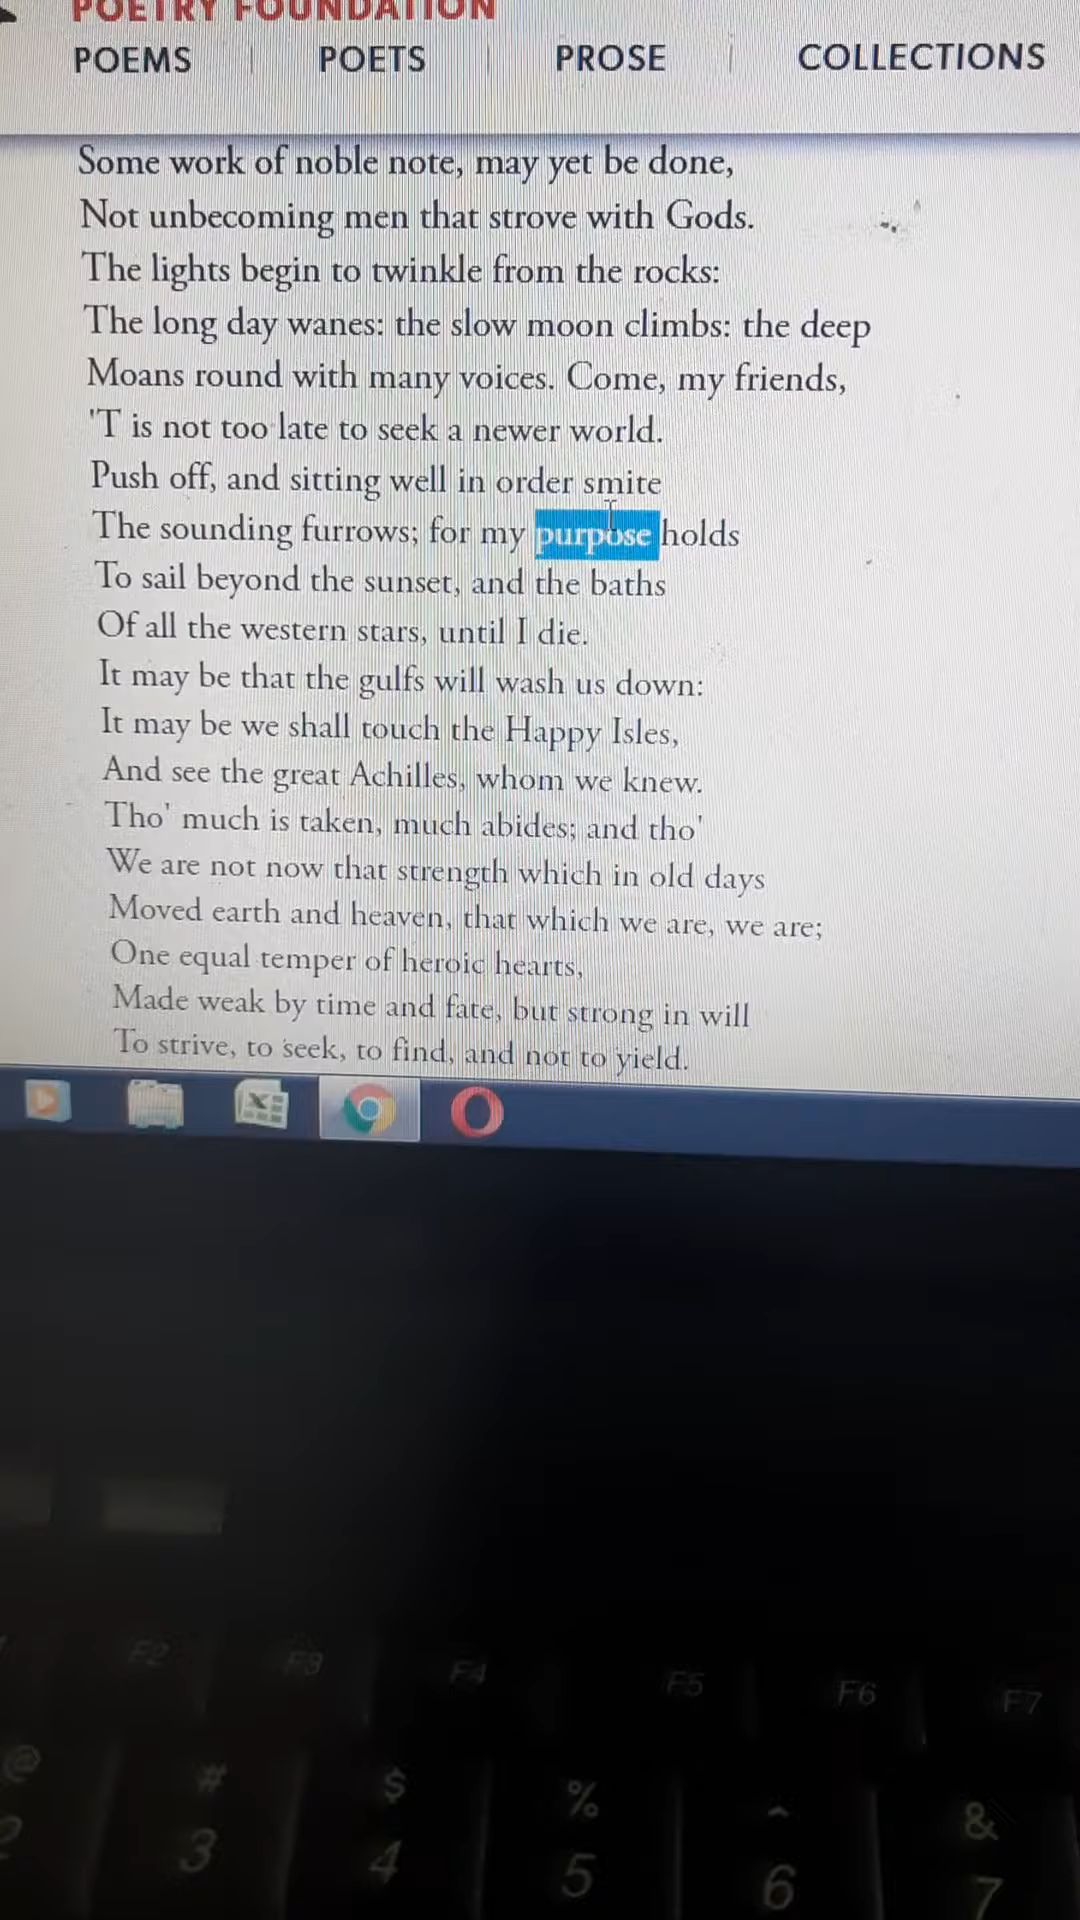 POETRY FOUNDATION
POEMS POETS PROSE COLLECTIONS
Some work of noble note, may yet be done,
Not unbecoming men that strove with Gods.
The lights begin to twinkle from the rocks:
The long day wanes: the slow moon climbs: the deep
Moans round with many voices. Come, my friends,
'T is not too late to seek a newer world.
Push off, and sitting well in order smite
The sounding furrows; for my purpose holds
To sail beyond the sunset, and the baths
Of all the western stars, until I die.
It may be that the gulfs will wash us down:
It may be we shall touch the Happy Isles,
And see the great Achilles, whom we knew.
Tho' much is taken, much abides; and tho'
We are not now that strength which in old days
Moved earth and heaven, that which we are, we are;
One equal temper of heroic hearts,
Made weak by time and fate, but strong in will
To strive, to seek, to find, and not to yield.
F2 F3 F4 F5 F6 F7
@ # $ % ^ &
2 3 4 5 6 7